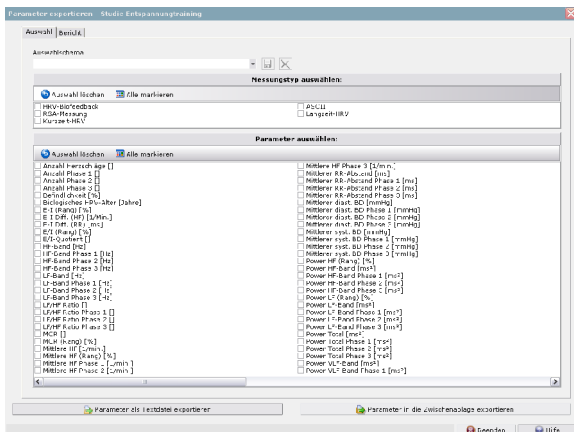 Parameter exportieren - Studie Entspannungtraining
Auswahl
Bericht
Auswahlschema
Messungstyp auswählen:
Auswahl löschen
Alle markieren
HRV-Biofeedback
RSA-Messung
Kurzzeit-HRV
ASCII
Langzeit-HRV
Parameter auswählen:
Auswahl löschen
Alle markieren
Anzahl Herzschläge []
Anzahl Phase 1 []
Anzahl Phase 2 []
Anzahl Phase 3 []
Befindlichkeit [%]
Biologisches HRV-Alter [Jahre]
E-I (Rang) [%]
E-I Diff. (HF) [1/Min.]
E-I Diff. (RR) [ms]
E/I (Rang) [%]
E/I-Quotient []
HF-Band [Hz]
HF-Band Phase 1 [Hz]
HF-Band Phase 2 [Hz]
HF-Band Phase 3 [Hz]
LF-Band [Hz]
LF-Band Phase 1 [Hz]
LF-Band Phase 2 [Hz]
LF-Band Phase 3 [Hz]
LF/HF Ratio []
LF/HF Ratio Phase 1 []
LF/HF Ratio Phase 2 []
LF/HF Ratio Phase 3 []
MCR []
MCR (Rang) [%]
Mittlere HF [1/min.]
Mittlere HF (Rang) [%]
Mittlere HF Phase 1 [1/min.]
Mittlere HF Phase 2 [1/min.]
Mittlere HF Phase 3 [1/min.]
Mittlerer RR-Abstand [ms]
Mittlerer RR-Abstand Phase 1 [ms]
Mittlerer RR-Abstand Phase 2 [ms]
Mittlerer RR-Abstand Phase 3 [ms]
Mittlerer diast. BD [mmHg]
Mittlerer diast. BD Phase 1 [mmHg]
Mittlerer diast. BD Phase 2 [mmHg]
Mittlerer diast. BD Phase 3 [mmHg]
Mittlerer syst. BD [mmHg]
Mittlerer syst. BD Phase 1 [mmHg]
Mittlerer syst. BD Phase 2 [mmHg]
Mittlerer syst. BD Phase 3 [mmHg]
Power HF (Rang) [%]
Power HF-Band [ms²]
Power HF-Band Phase 1 [ms²]
Power HF-Band Phase 2 [ms²]
Power HF-Band Phase 3 [ms²]
Power LF (Rang) [%]
Power LF-Band [ms²]
Power LF-Band Phase 1 [ms²]
Power LF-Band Phase 2 [ms²]
Power LF-Band Phase 3 [ms²]
Power Total [ms²]
Power Total Phase 1 [ms²]
Power Total Phase 2 [ms²]
Power Total Phase 3 [ms²]
Power VLF-Band [ms²]
Power VLF-Band Phase 1 [ms²]
Parameter als Textdatei exportieren
Parameter in die Zwischenablage exportieren
Beenden
Hilfe